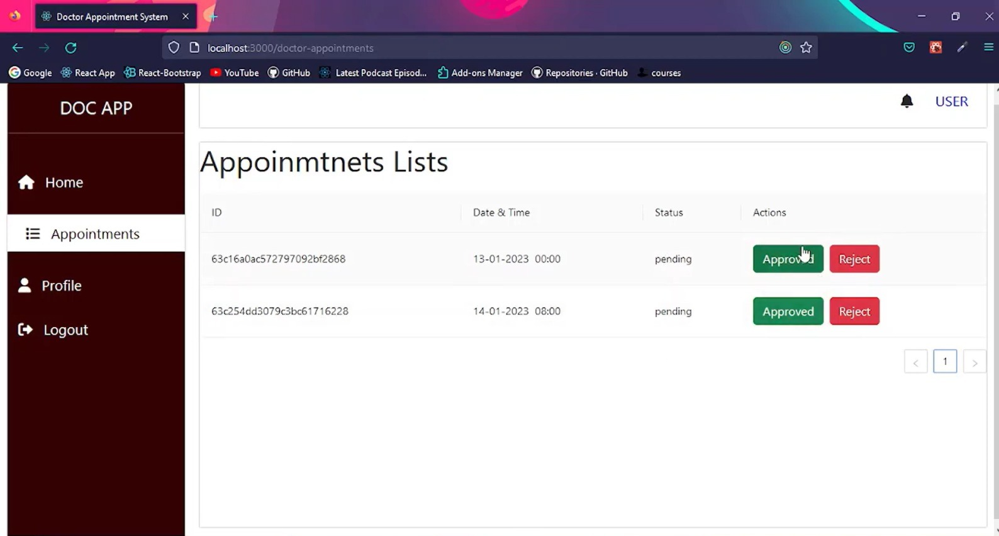 Doctor Appointment System
localhost:3000/doctor-appointments
Google React App React-Bootstrap YouTube GitHub Latest Podcast Episod... Add-ons Manager Repositories · GitHub courses
DOC APP
USER
Home
Appointments
Profile
Logout
Appoinmtnets Lists
ID Date & Time Status Actions
63c16a0ac572797092bf2868 13-01-2023 00:00 pending Approved Reject
63c254dd3079c3bc61716228 14-01-2023 08:00 pending Approved Reject
< 1 >